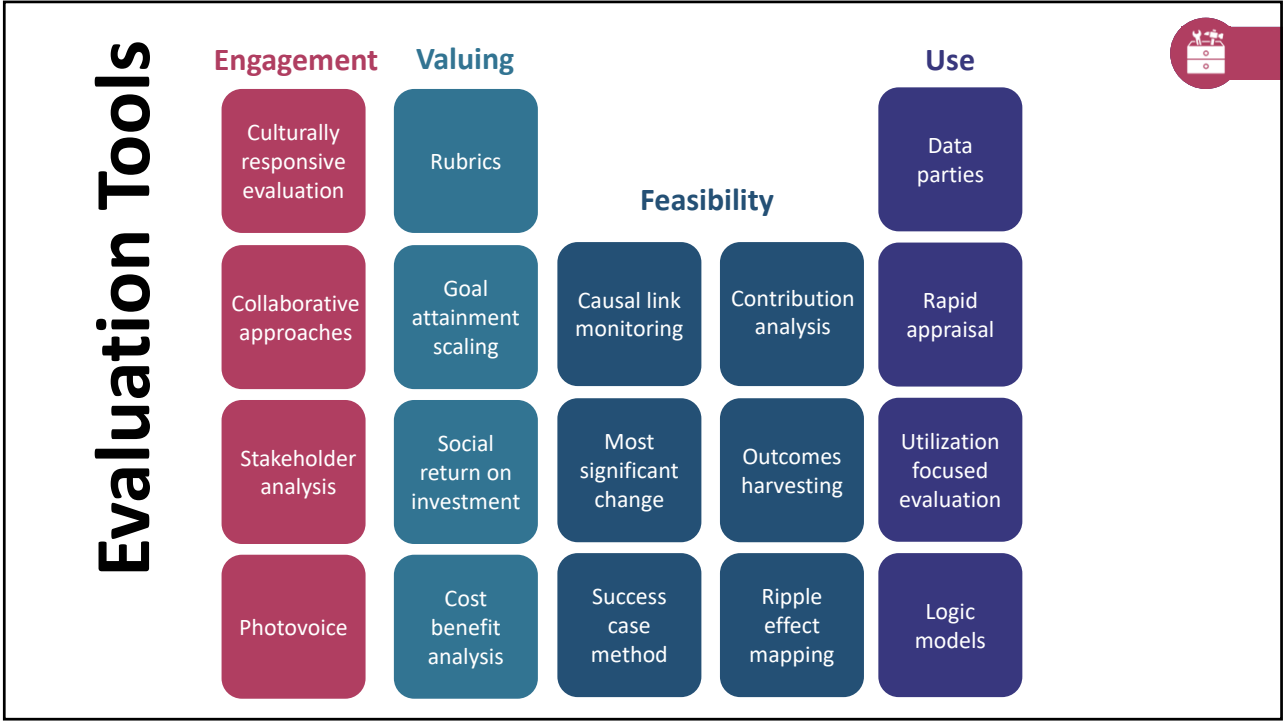 Evaluation Tools
Engagement
Culturally
responsive
evaluation
Collaborative
approaches
Stakeholder
analysis
Photovoice
Valuing
Rubrics
Goal
attainment
scaling
Social
return on
investment
Cost
benefit
analysis
Feasibility
Causal link
monitoring
Contribution
analysis
Most
significant
change
Outcomes
harvesting
Success
case
method
Ripple
effect
mapping
Use
Data
parties
Rapid
appraisal
Utilization
focused
evaluation
Logic
models